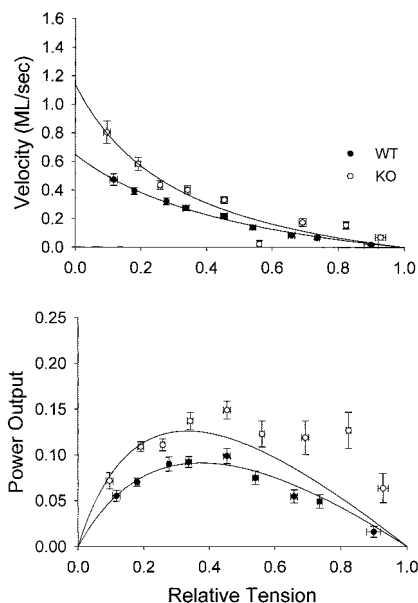 Velocity (ML/sec)
1.6
1.4
1.2
1.0
0.8
0.6
0.4
0.2
0.0
WT
KO
0.0 0.2 0.4 0.6 0.8 1.0
Power Output
0.25
0.20
0.15
0.10
0.05
0.00
0.0 0.2 0.4 0.6 0.8 1.0
Relative Tension